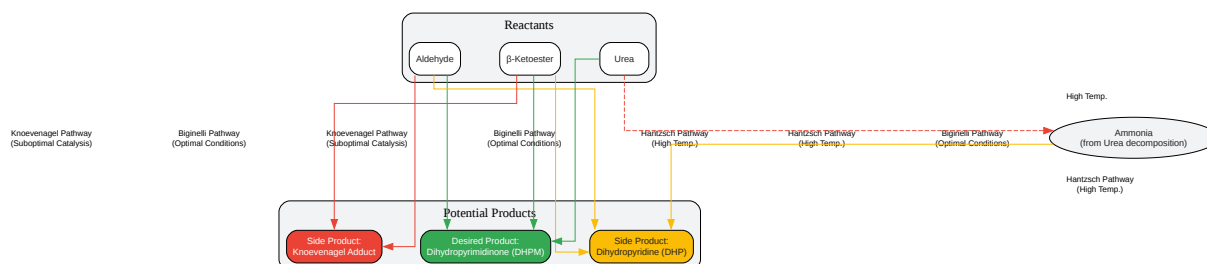 Reactants
Aldehyde
β-Ketoester
Urea
High Temp.
Knoevenagel Pathway
(Suboptimal Catalysis)
Biginelli Pathway
(Optimal Conditions)
Knoevenagel Pathway
(Suboptimal Catalysis)
Biginelli Pathway
(Optimal Conditions)
Hantzsch Pathway
(High Temp.)
Hantzsch Pathway
(High Temp.)
Biginelli Pathway
(Optimal Conditions)
Ammonia
(from Urea decomposition)
Hantzsch Pathway
(High Temp.)
Potential Products
Side Product:
Knoevenagel Adduct
Desired Product:
Dihydropyrimidinone (DHPM)
Side Product:
Dihydropyridine (DHP)